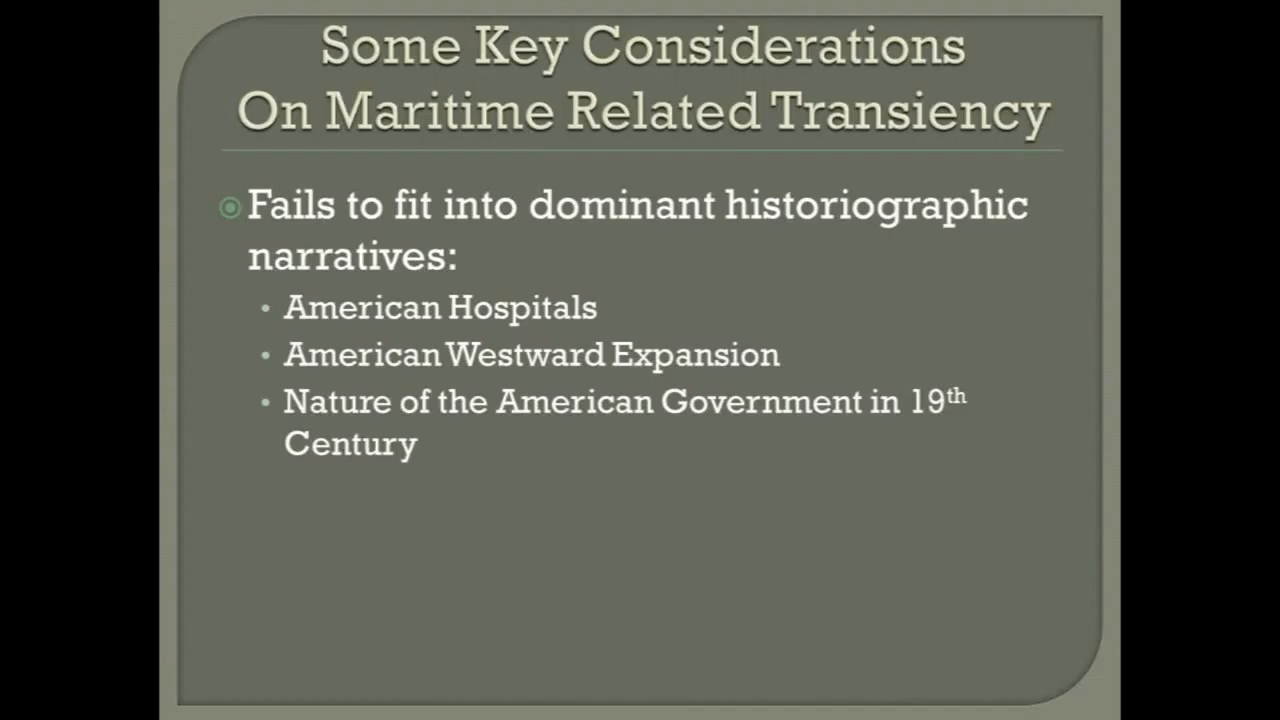 Some Key Considerations
On Maritime Related Transiency
Fails to fit into dominant historiographic
narratives:
• American Hospitals
• American Westward Expansion
• Nature of the American Government in 19th
Century